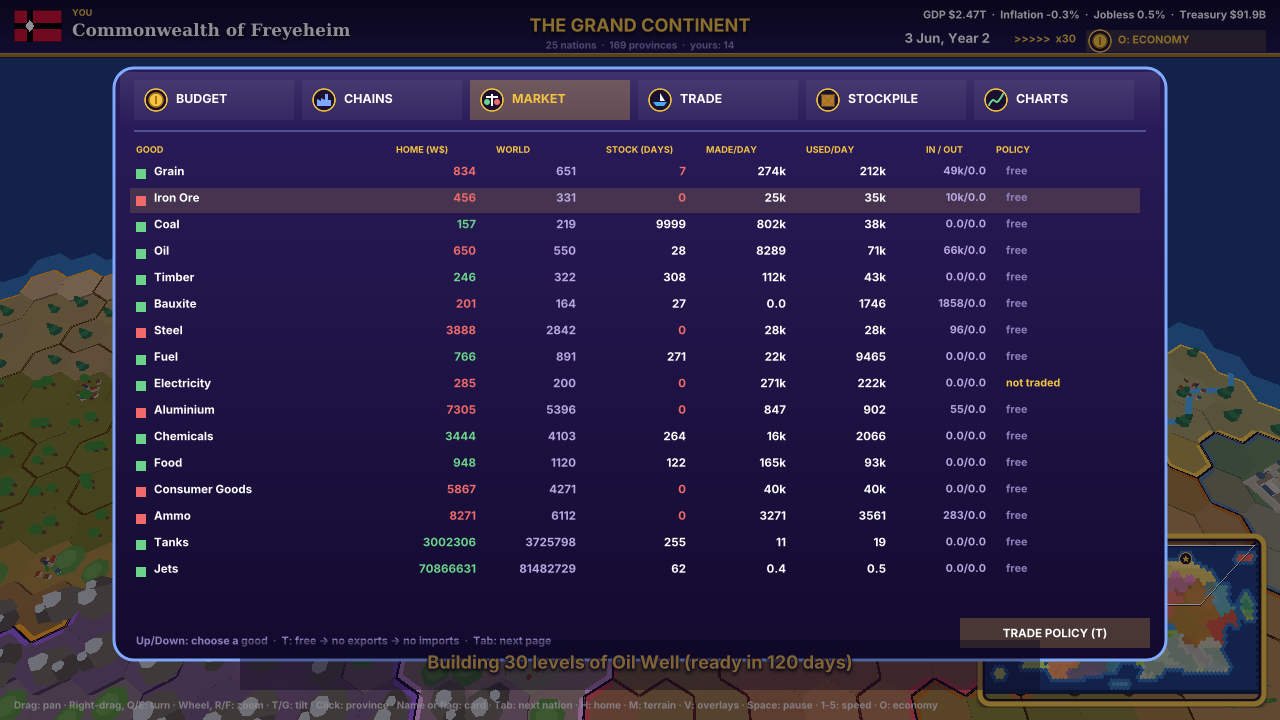 YOU
Commonwealth of Freyeheim
THE GRAND CONTINENT
25 nations · 169 provinces · yours: 14
GDP $2.47T · Inflation -0.3% · Jobless 0.5% · Treasury $91.9B
3 Jun, Year 2 >>>>> x30 O: ECONOMY
BUDGET CHAINS MARKET TRADE STOCKPILE CHARTS
GOOD HOME (W$) WORLD STOCK (DAYS) MADE/DAY USED/DAY IN / OUT POLICY
Grain 834 651 7 274k 212k 49k/0.0 free
Iron Ore 456 331 0 25k 35k 10k/0.0 free
Coal 157 219 9999 802k 38k 0.0/0.0 free
Oil 650 550 28 8289 71k 66k/0.0 free
Timber 246 322 308 112k 43k 0.0/0.0 free
Bauxite 201 164 27 0.0 1746 1858/0.0 free
Steel 3888 2842 0 28k 28k 96/0.0 free
Fuel 766 891 271 22k 9465 0.0/0.0 free
Electricity 285 200 0 271k 222k 0.0/0.0 not traded
Aluminium 7305 5396 0 847 902 55/0.0 free
Chemicals 3444 4103 264 16k 2066 0.0/0.0 free
Food 948 1120 122 165k 93k 0.0/0.0 free
Consumer Goods 5867 4271 0 40k 40k 0.0/0.0 free
Ammo 8271 6112 0 3271 3561 283/0.0 free
Tanks 3002306 3725798 255 11 19 0.0/0.0 free
Jets 70866631 81482729 62 0.4 0.5 0.0/0.0 free
Up/Down: choose a good · T: free → no exports → no imports · Tab: next page
TRADE POLICY (T)
Building 30 levels of Oil Well (ready in 120 days)
Drag: pan · Right-drag, Q/E: turn · Wheel, R/F: zoom · T/G: tilt · Click: province · Name or flag: card · Tab: next nation · H: home · M: terrain · V: overlays · Space: pause · 1-5: speed · O: economy